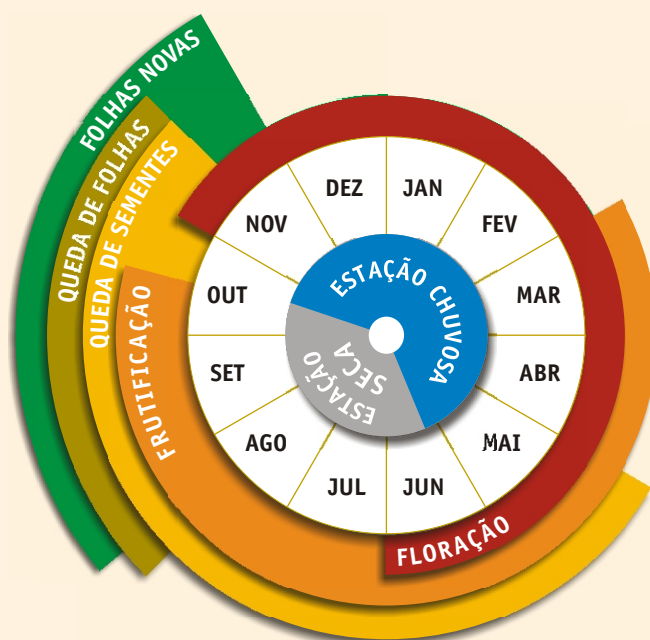 FOLHAS NOVAS
QUEDA DE FOLHAS
QUEDA DE SEMENTES
FRUTIFICAÇÃO
FLORAÇÃO
JAN
FEV
MAR
ABR
MAI
JUN
JUL
AGO
SET
OUT
NOV
DEZ
ESTAÇÃO CHUVOSA
ESTAÇÃO
SECA